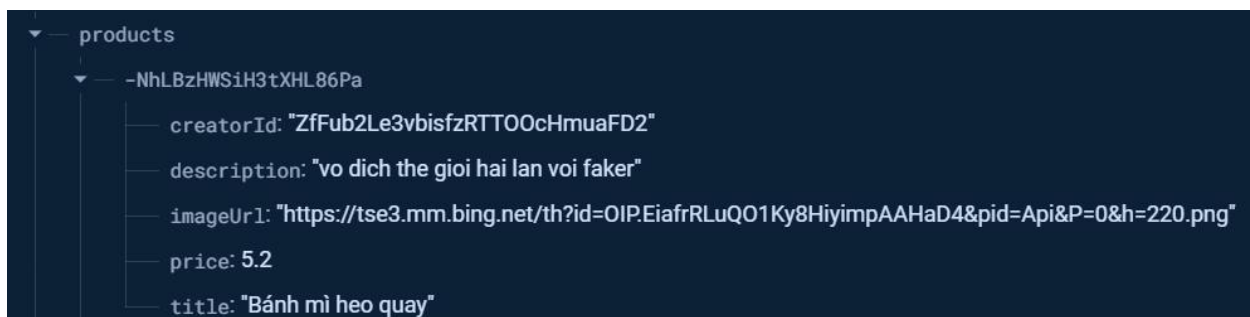 products
-NhLBzHWSiH3tXHL86Pa
creatorId: "ZfFub2Le3vbisfzRTTOOcHmuaFD2"
description: "vo dich the gioi hai lan voi faker"
imageUrl: "https://tse3.mm.bing.net/th?id=OIP.EiafrRLuQO1Ky8HiyimpAAHaD4&pid=Api&P=0&h=220.png"
price: 5.2
title: "Bánh mì heo quay"